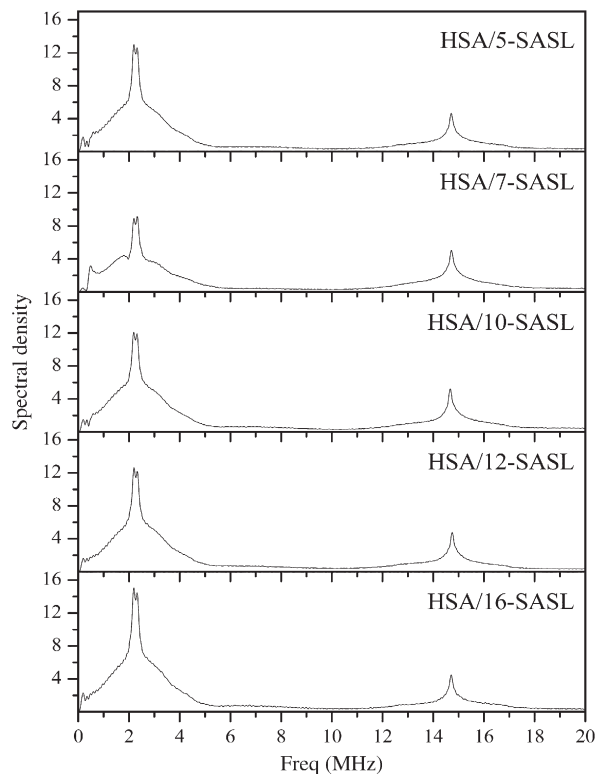 16
HSA/5-SASL
12
8
4
16
HSA/7-SASL
12
8
4
16
HSA/10-SASL
12
8
4
Spectral density
16
HSA/12-SASL
12
8
4
16
HSA/16-SASL
12
8
4
0 2 4 6 8 10 12 14 16 18 20
Freq (MHz)